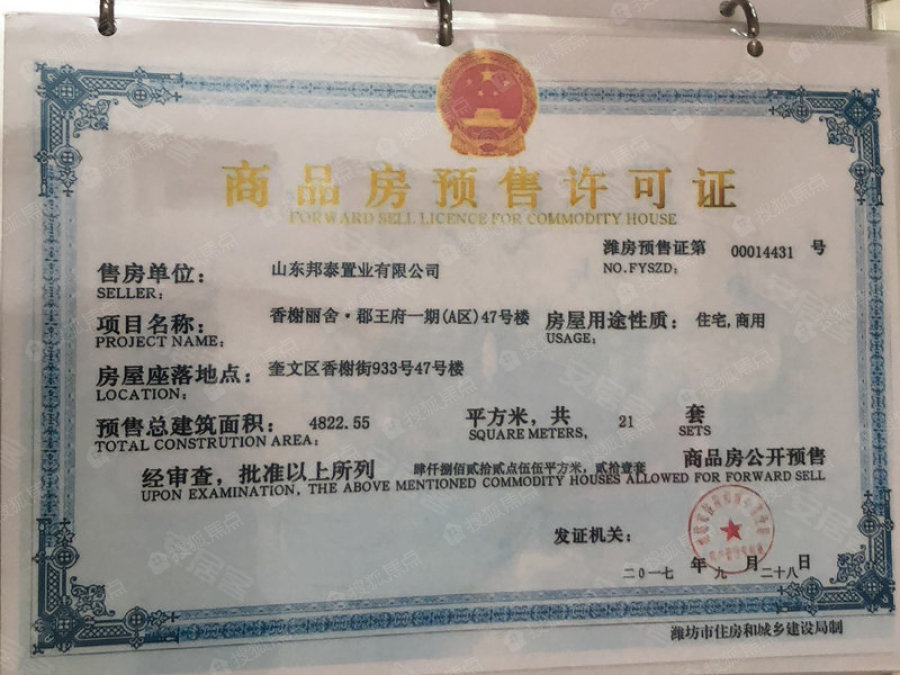 商品房预售许可证
FORWARD SELL LICENCE FOR COMMODITY HOUSE
潍房预售证第 00014431 号
NO.FYSZD:
售房单位: 山东邦泰置业有限公司
SELLER:
项目名称: 香榭丽舍·郡王府一期(A区)47号楼 房屋用途性质: 住宅,商用
PROJECT NAME: USAGE:
房屋座落地点: 奎文区香榭街933号47号楼
LOCATION:
预售总建筑面积: 4822.55 平方米, 共 21 套
TOTAL CONSTRUTION AREA: SQUARE METERS, SETS
经审查, 批准以上所列 肆仟捌佰贰拾贰点伍伍平方米, 贰拾壹套 商品房公开预售
UPON EXAMINATION, THE ABOVE MENTIONED COMMODITY HOUSES ALLOWED FOR FORWARD SELL
发证机关:
二0一七 年 九 月 二十八 日
潍坊市住房和城乡建设局制
搜狐焦点